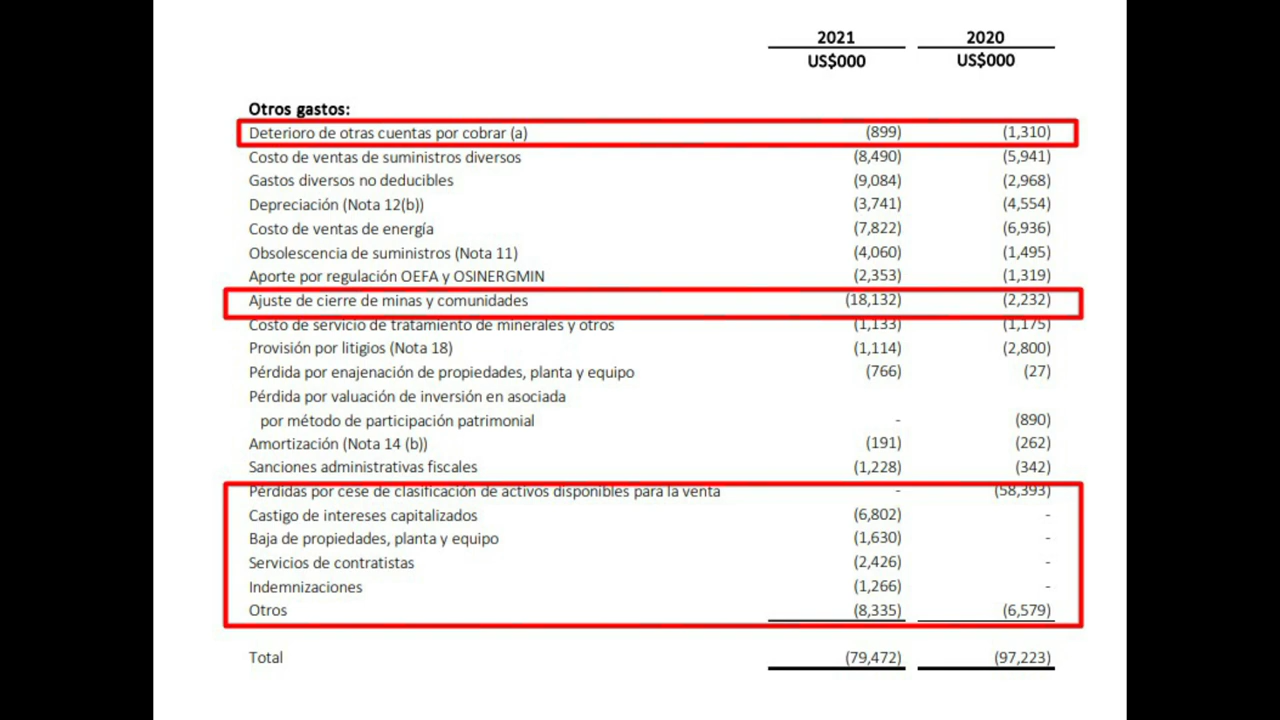 2021 2020
US$000 US$000
Otros gastos:
Deterioro de otras cuentas por cobrar (a) (899) (1,310)
Costo de ventas de suministros diversos (8,490) (5,941)
Gastos diversos no deducibles (9,084) (2,968)
Depreciación (Nota 12(b)) (3,741) (4,554)
Costo de ventas de energía (7,822) (6,936)
Obsolescencia de suministros (Nota 11) (4,060) (1,495)
Aporte por regulación OEFA y OSINERGMIN (2,353) (1,319)
Ajuste de cierre de minas y comunidades (18,132) (2,232)
Costo de servicio de tratamiento de minerales y otros (1,133) (1,175)
Provisión por litigios (Nota 18) (1,114) (2,800)
Pérdida por enajenación de propiedades, planta y equipo (766) (27)
Pérdida por valuación de inversión en asociada
por método de participación patrimonial - (890)
Amortización (Nota 14 (b)) (191) (262)
Sanciones administrativas fiscales (1,228) (342)
Pérdidas por cese de clasificación de activos disponibles para la venta - (58,393)
Castigo de intereses capitalizados (6,802) -
Baja de propiedades, planta y equipo (1,630) -
Servicios de contratistas (2,426) -
Indemnizaciones (1,266) -
Otros (8,335) (6,579)
Total (79,472) (97,223)